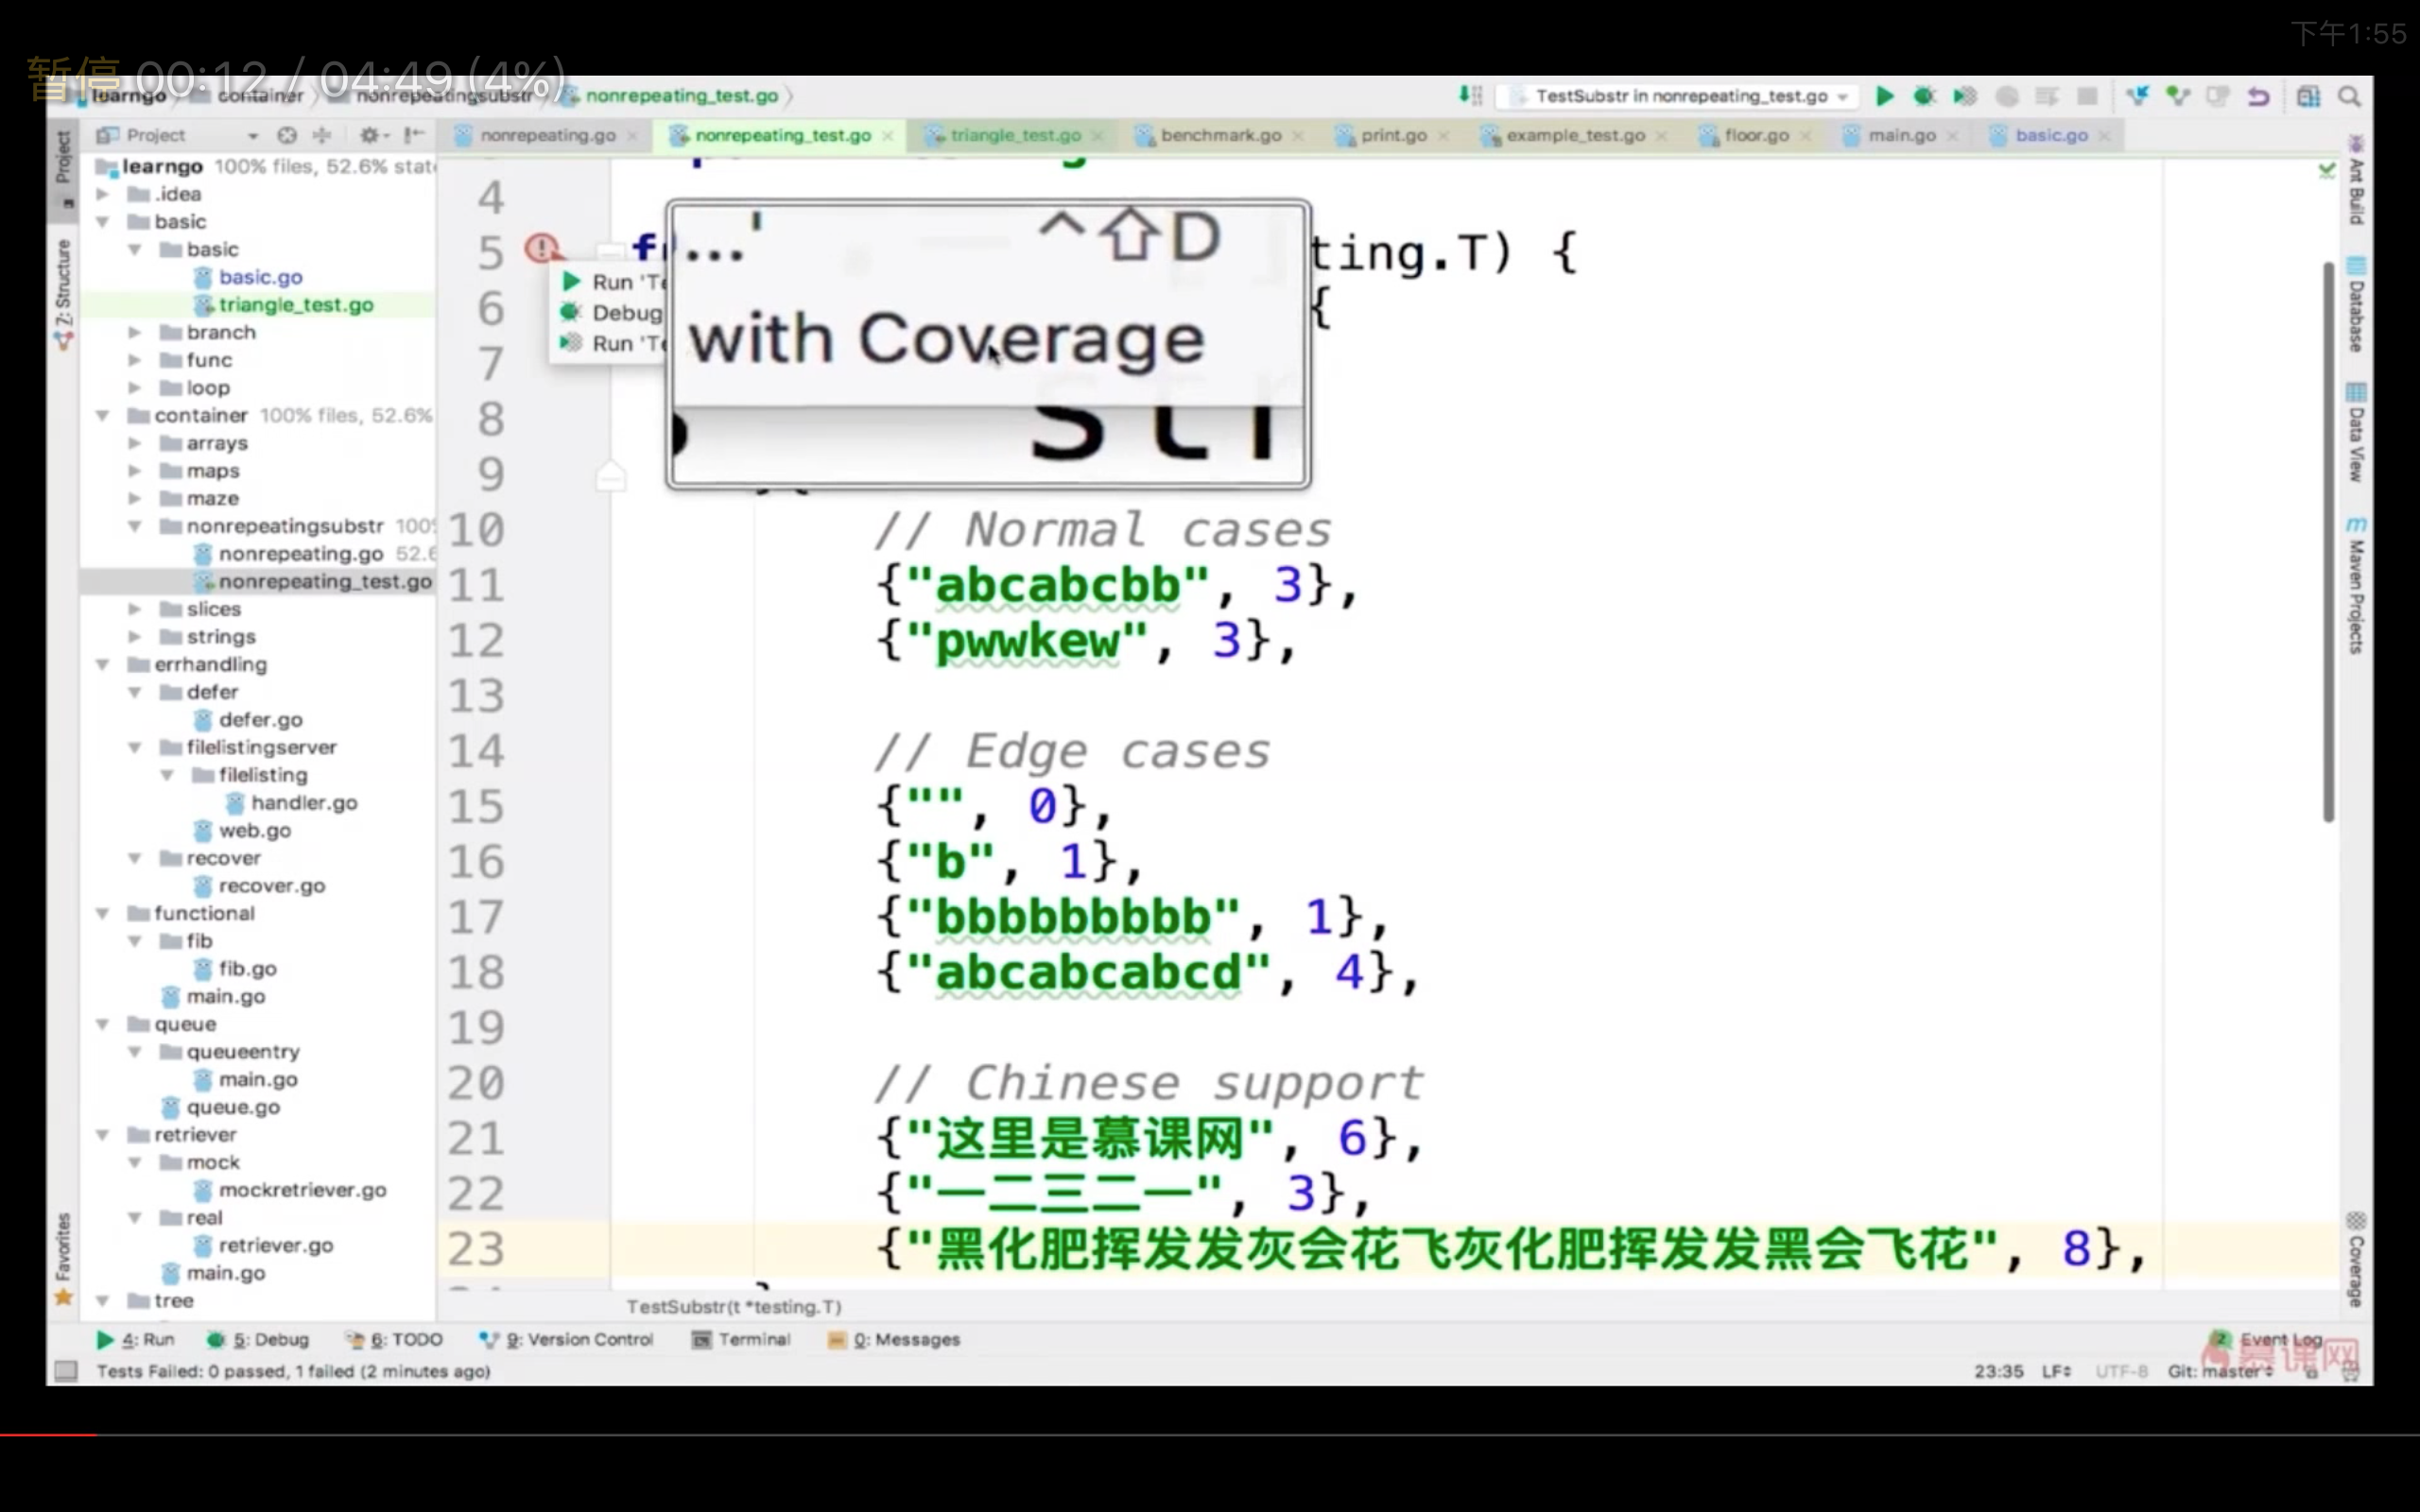 下午1:55
暂停 00:12 / 04:49 (4%)
learngo container nonrepeatingsubstr nonrepeating_test.go
TestSubstr in nonrepeating_test.go
Project
nonrepeating.go nonrepeating_test.go triangle_test.go benchmark.go print.go example_test.go floor.go main.go basic.go
Project
Z: Structure
Favorites
learngo 100% files, 52.6%
.idea
basic
basic
basic.go
triangle_test.go
branch
func
loop
container 100% files, 52.6%
arrays
maps
maze
nonrepeatingsubstr
nonrepeating.go
nonrepeating_test.go
slices
strings
errhandling
defer
defer.go
filelistingserver
filelisting
handler.go
web.go
recover
recover.go
functional
fib
fib.go
main.go
queue
queueentry
main.go
queue.go
retriever
mock
mockretriever.go
real
retriever.go
main.go
tree
4
5 ting.T) {
6 {
7
8
9
10 // Normal cases
11 {"abcabcbb", 3},
12 {"pwwkew", 3},
13
14 // Edge cases
15 {"", 0},
16 {"b", 1},
17 {"bbbbbbbbb", 1},
18 {"abcabcabcd", 4},
19
20 // Chinese support
21 {"这里是慕课网", 6},
22 {"一二三二一", 3},
23 {"黑化肥挥发发灰会花飞灰化肥挥发发黑会飞花", 8},
Run
Debug
Run
...' ^⇧D
with Coverage
Ant Build
Database
Data View
Maven Projects
Coverage
TestSubstr(t *testing.T)
4: Run 5: Debug 6: TODO 9: Version Control Terminal 0: Messages
2 Event Log
慕课网
Tests Failed: 0 passed, 1 failed (2 minutes ago)
23:35 LF UTF-8 Git: master